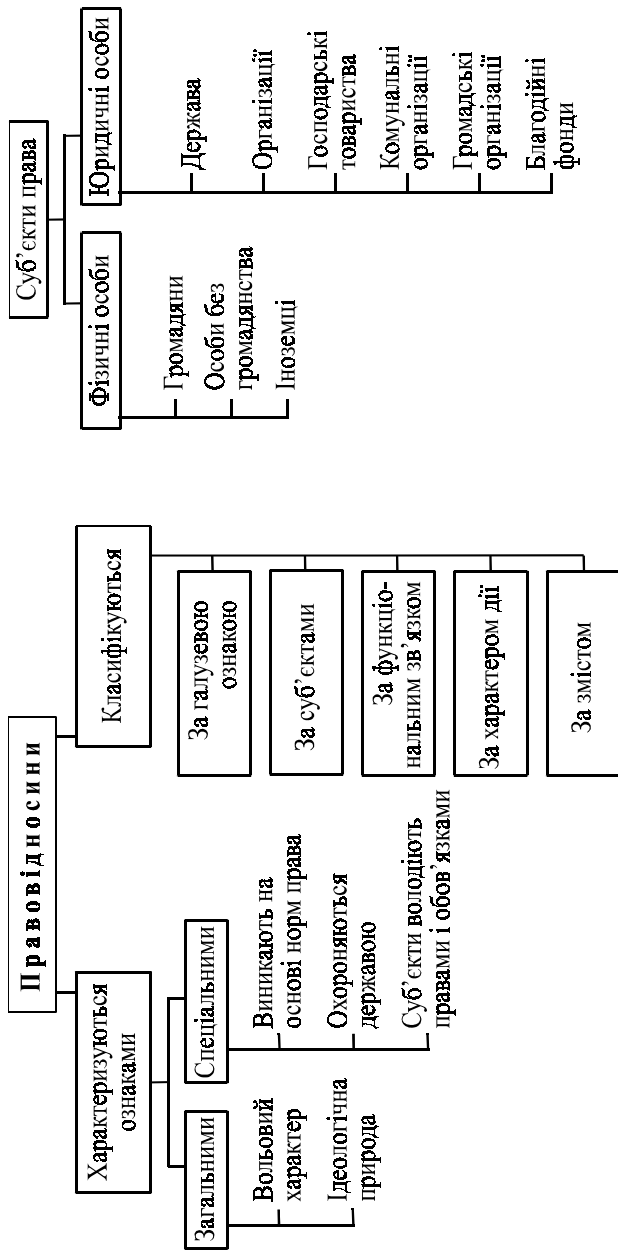 Правовідносини
Характеризуються
ознаками
Класифікуються
Загальними
Спеціальними
Вольовий
характер
Ідеологічна
природа
Виникають на
основі норм права
Охороняються
державою
Суб’єкти володіють
правами і обов’язками
За галузевою
ознакою
За суб’єктами
За функціо-
нальним зв’язком
За характером дії
За змістом
Суб’єкти права
Фізичні особи
Юридичні особи
Громадяни
Особи без
громадянства
Іноземці
Держава
Організації
Господарські
товариства
Комунальні
організації
Громадські
організації
Благодійні
фонди